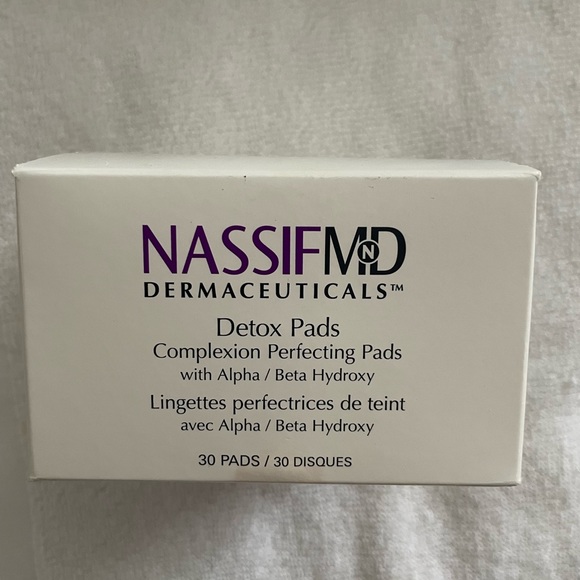 NASSIFMD
DERMACEUTICALS™
Detox Pads
Complexion Perfecting Pads
with Alpha / Beta Hydroxy
Lingettes perfectrices de teint
avec Alpha / Beta Hydroxy
30 PADS / 30 DISQUES